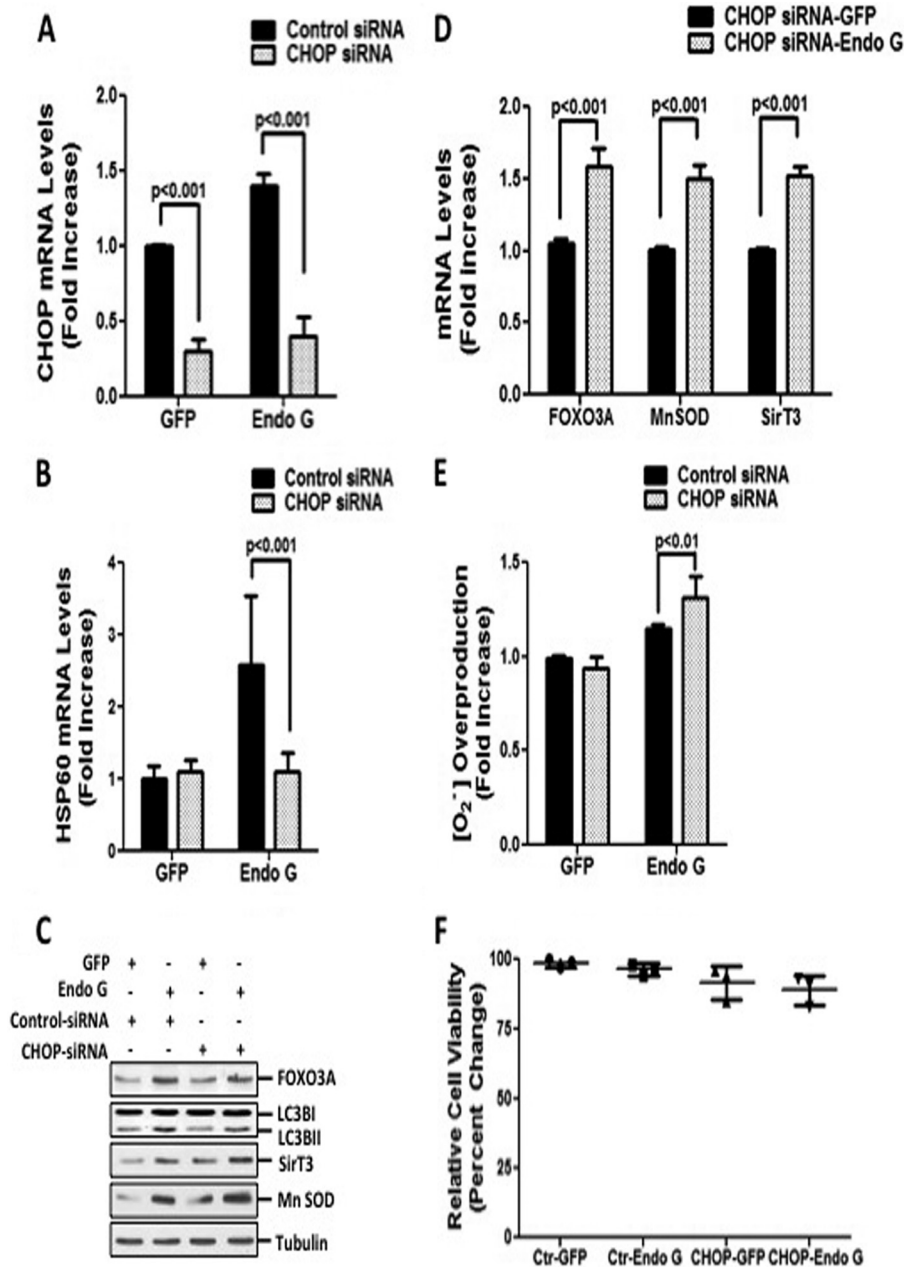 A
Control siRNA
CHOP siRNA
CHOP mRNA Levels
(Fold Increase)
2.0
1.5
1.0
0.5
0.0
p<0.001
p<0.001
GFP
Endo G
B
Control siRNA
CHOP siRNA
HSP60 mRNA Levels
(Fold Increase)
4
3
2
1
0
p<0.001
GFP
Endo G
C
GFP + - + -
Endo G - + - +
Control-siRNA + + - -
CHOP-siRNA - - + +
FOXO3A
LC3BI
LC3BII
SirT3
Mn SOD
Tubulin
D
CHOP siRNA-GFP
CHOP siRNA-Endo G
mRNA Levels
(Fold Increase)
2.0
1.5
1.0
0.5
0.0
p<0.001
p<0.001
p<0.001
FOXO3A
MnSOD
SirT3
E
Control siRNA
CHOP siRNA
[O₂⁻] Overproduction
(Fold Increase)
1.5
1.0
0.5
0.0
p<0.01
GFP
Endo G
F
Relative Cell Viability
(Percent Change)
100
75
50
25
0
Ctr-GFP
Ctr-Endo G
CHOP-GFP
CHOP-Endo G